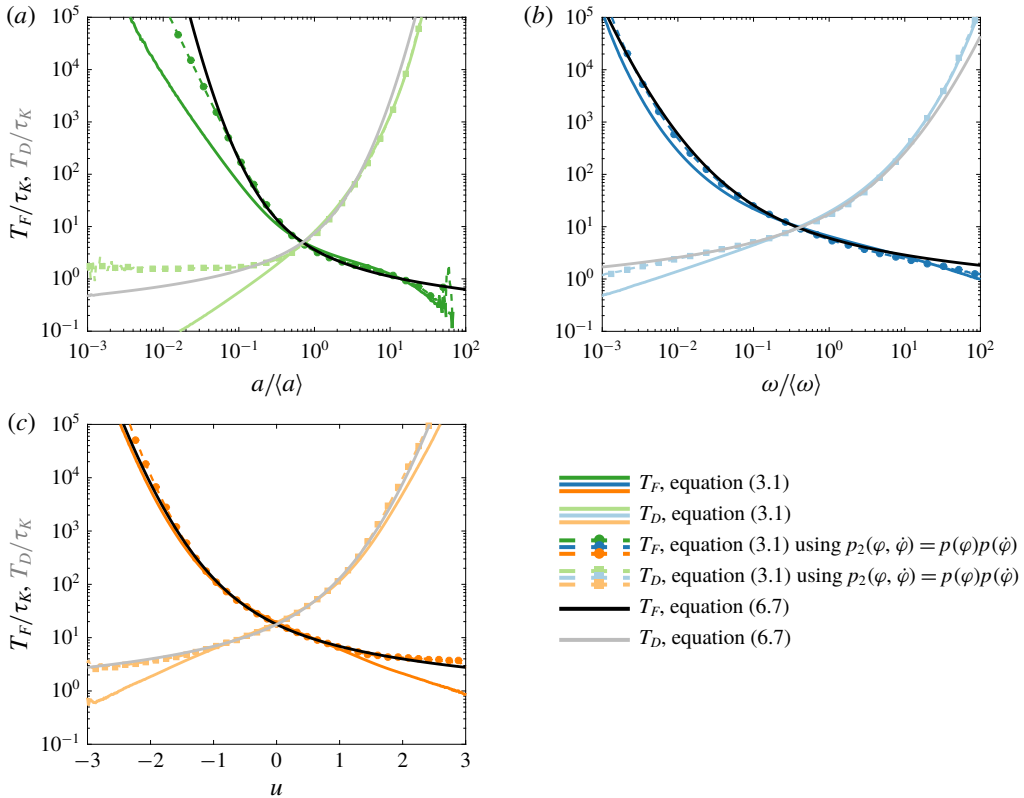 (a)
10^5
10^4
10^3
10^2
10^1
10^0
10^-1
T_F/τ_K, T_D/τ_K
10^-3 10^-2 10^-1 10^0 10^1 10^2
a/⟨a⟩
(b)
10^5
10^4
10^3
10^2
10^1
10^0
10^-1
10^-3 10^-2 10^-1 10^0 10^1 10^2
ω/⟨ω⟩
(c)
10^5
10^4
10^3
10^2
10^1
10^0
10^-1
T_F/τ_K, T_D/τ_K
−3 −2 −1 0 1 2 3
u
T_F, equation (3.1)
T_D, equation (3.1)
T_F, equation (3.1) using p_2(φ, φ̇) = p(φ)p(φ̇)
T_D, equation (3.1) using p_2(φ, φ̇) = p(φ)p(φ̇)
T_F, equation (6.7)
T_D, equation (6.7)